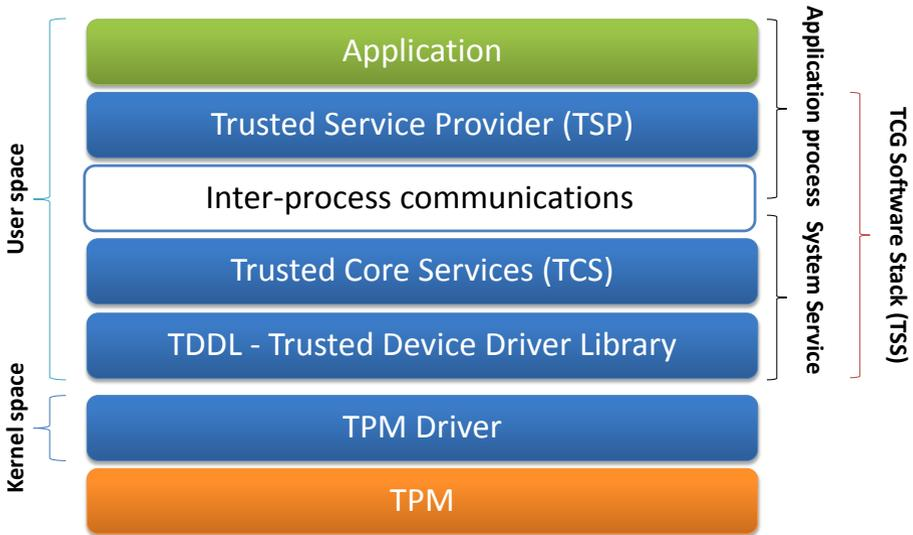 Application
Trusted Service Provider (TSP)
Inter-process communications
Trusted Core Services (TCS)
TDDL - Trusted Device Driver Library
TPM Driver
TPM
User space
Kernel space
Application process
System Service
TCG Software Stack (TSS)